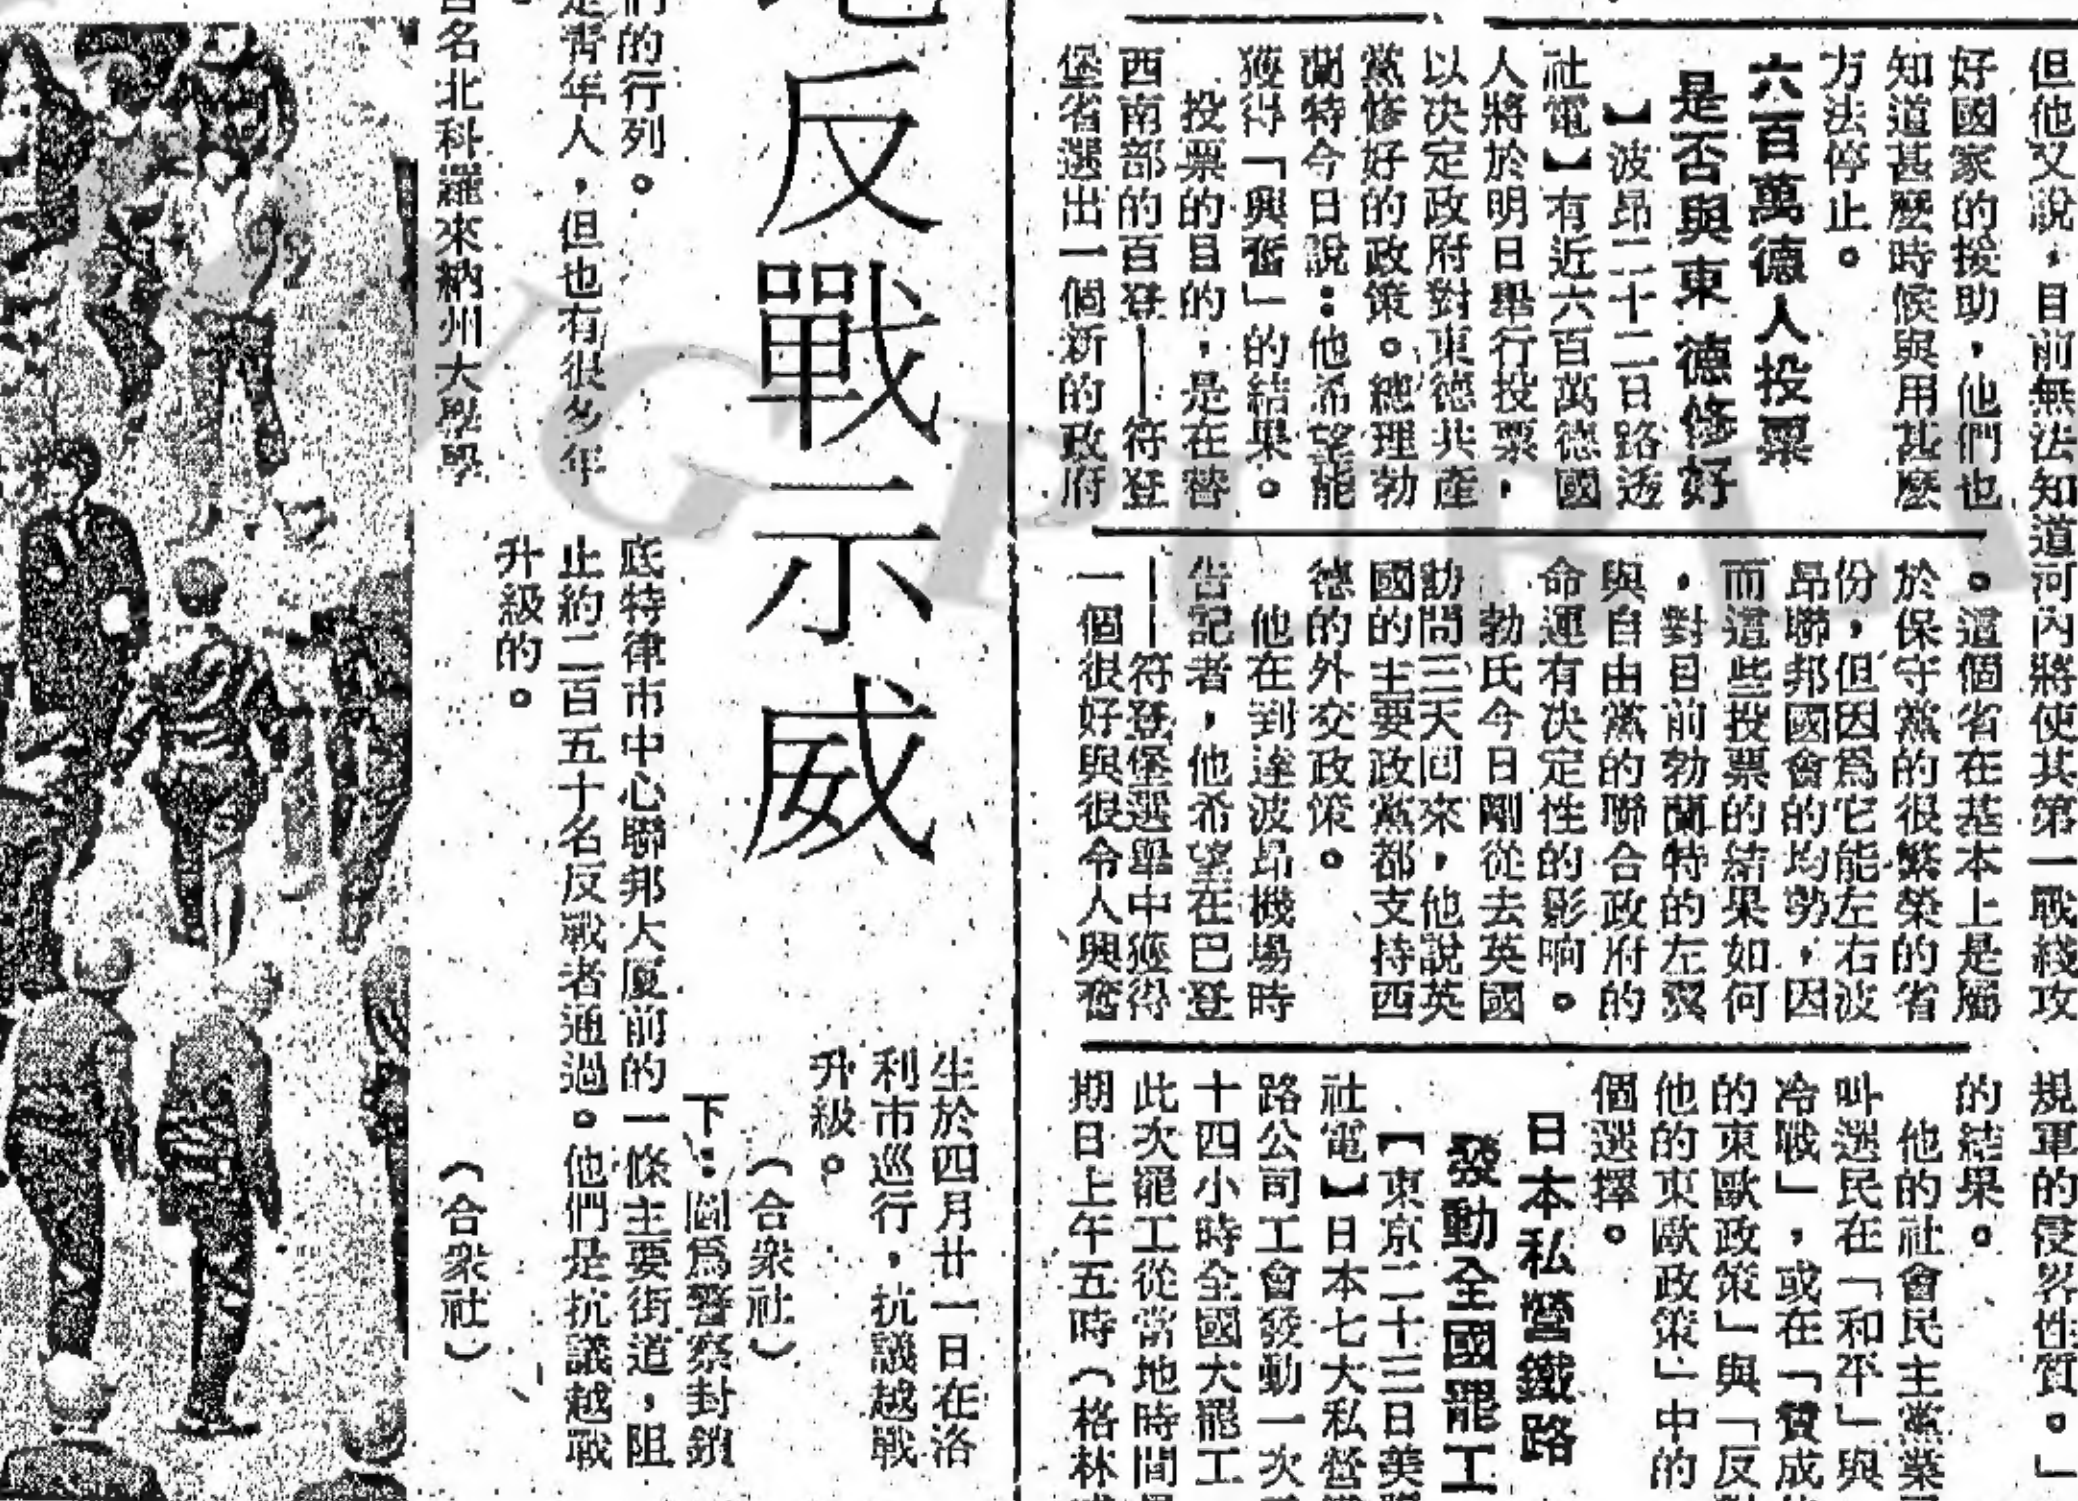 但他又說，目前無法知道河內將使其第一戰綫攻
好國家的援助，他們也
知道甚麼時候與用甚麼
方法停止。
六百萬德人投票
是否與東德修好
】波昂二十二日路透
社電】有近六百萬德國
人將於明日舉行投票，
以决定政府對東德共產
黨修好的政策。總理勃
蘭特今日說：他希望能
獲得「興奮」的結果。
投票的目的，是在替
西南部的百登——符登
堡省選出一個新的政府
。這個省在基本上是屬
於保守黨的很繁榮的省
份，但因爲它能左右波
昂聯邦國會的均勢，因
而這些投票的結果如何
，對目前勃蘭特的左翼
與自由黨的聯合政府的
命運有决定性的影响。
勃氏今日剛從去英國
訪問三天回來，他說英
國的主要政黨都支持西
德的外交政策。
他在到達波昂機場時
告記者，他希望在巴登
——符登堡選舉中獲得
一個很好與很令人興奮
規軍的侵畧性質。」
的結果。
他的社會民主黨業
叫選民在「和平」與
冷戰」，或在「贊成
的東歐政策」與「反
他的東歐政策」中的
個選擇。
日本私營鐵路
發動全國罷工
【東京二十三日美
社電】日本七大私營
路公司工會發動一次
十四小時全國大罷工
此次罷工從當地時間
期日上午五時（格林
反戰示威
生於四月廿一日在洛
利市巡行，抗議越戰
升級。
（合衆社）
下：圖爲警察封鎖
底特律市中心聯邦大廈前的一條主要街道，阻
止約二百五十名反戰者通過。他們是抗議越戰
升級的。
（合衆社）
們的行列。
是青年人，但也有很多年
名北科羅來納州大學學
NG PUBLI